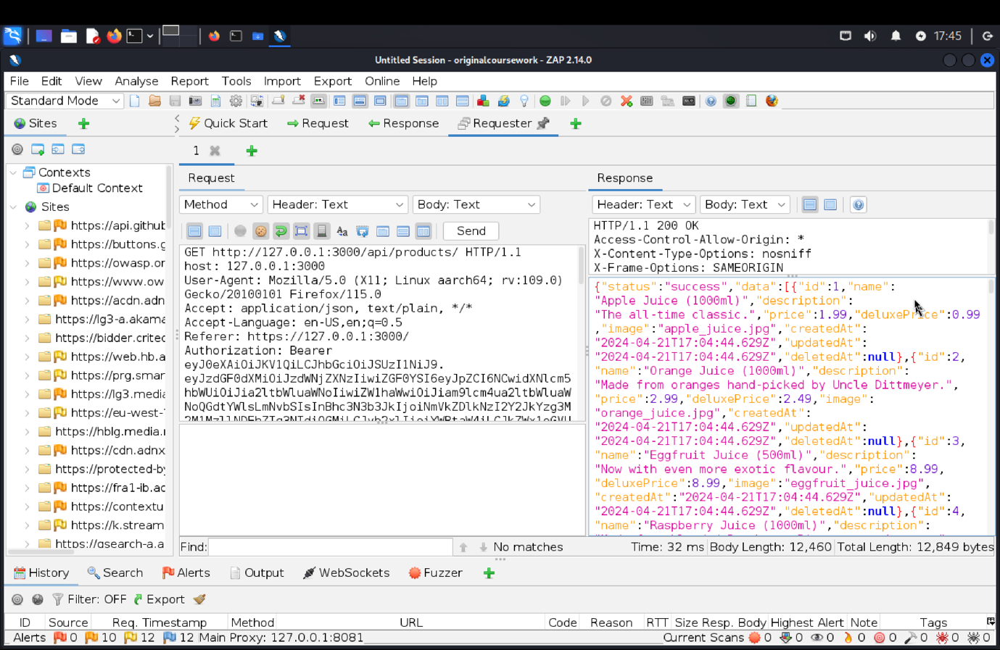 17:45
Untitled Session - originalcoursework - ZAP 2.14.0
File Edit View Analyse Report Tools Import Export Online Help
Standard Mode
Sites
Quick Start Request Response Requester
1
Contexts
Default Context
Sites
https://api.github
https://buttons.g
https://owasp.or
https://www.ow
https://acdn.adn
https://lg3-a.akama
https://bidder.criteo
https://web.hb.a
https://prg.smar
https://lg3.media
https://eu-west-
https://hblg.media.
https://cdn.adnx
https://protected-by
https://fra1-ib.ac
https://contextu
https://k.stream
https://gsearch-a.a
Request
Method Header: Text Body: Text
Send
GET http://127.0.0.1:3000/api/products/ HTTP/1.1
host: 127.0.0.1:3000
User-Agent: Mozilla/5.0 (X11; Linux aarch64; rv:109.0)
Gecko/20100101 Firefox/115.0
Accept: application/json, text/plain, */*
Accept-Language: en-US,en;q=0.5
Referer: https://127.0.0.1:3000/
Authorization: Bearer
eyJ0eXAiOiJKV1QiLCJhbGciOiJSUzI1NiJ9.
eyJzdGF0dXMiOiJzdWNjZXNzIiwiZGF0YSI6eyJpZCI6NCwidXNlcm5
hbWUiOiJia2ltbWluaWNoIiwiZW1haWwiOiJiam9lcm4ua2ltbWluaW
NoQGdtYWlsLmNvbSIsInBhc3N3b3JkIjoiNmVkZDlkNzI2Y2JkYzg3M
Response
Header: Text Body: Text
HTTP/1.1 200 OK
Access-Control-Allow-Origin: *
X-Content-Type-Options: nosniff
X-Frame-Options: SAMEORIGIN
{"status":"success","data":[{"id":1,"name":
"Apple Juice (1000ml)","description":
"The all-time classic.","price":1.99,"deluxePrice":0.99
,"image":"apple_juice.jpg","createdAt":
"2024-04-21T17:04:44.629Z","updatedAt":
"2024-04-21T17:04:44.629Z","deletedAt":null},{"id":2,
"name":"Orange Juice (1000ml)","description":
"Made from oranges hand-picked by Uncle Dittmeyer.",
"price":2.99,"deluxePrice":2.49,"image":
"orange_juice.jpg","createdAt":
"2024-04-21T17:04:44.629Z","updatedAt":
"2024-04-21T17:04:44.629Z","deletedAt":null},{"id":3,
"name":"Eggfruit Juice (500ml)","description":
"Now with even more exotic flavour.","price":8.99,
"deluxePrice":8.99,"image":"eggfruit_juice.jpg",
"createdAt":"2024-04-21T17:04:44.629Z","updatedAt":
"2024-04-21T17:04:44.629Z","deletedAt":null},{"id":4,
"name":"Raspberry Juice (1000ml)","description":
Find: No matches Time: 32 ms Body Length: 12,460 Total Length: 12,849 bytes
History Search Alerts Output WebSockets Fuzzer
Filter: OFF Export
ID Source Req. Timestamp Method URL Code Reason RTT Size Resp. Body Highest Alert Note Tags
Alerts 0 10 12 12 Main Proxy: 127.0.0.1:8081 Current Scans 0 0 0 0 0 0 0 0